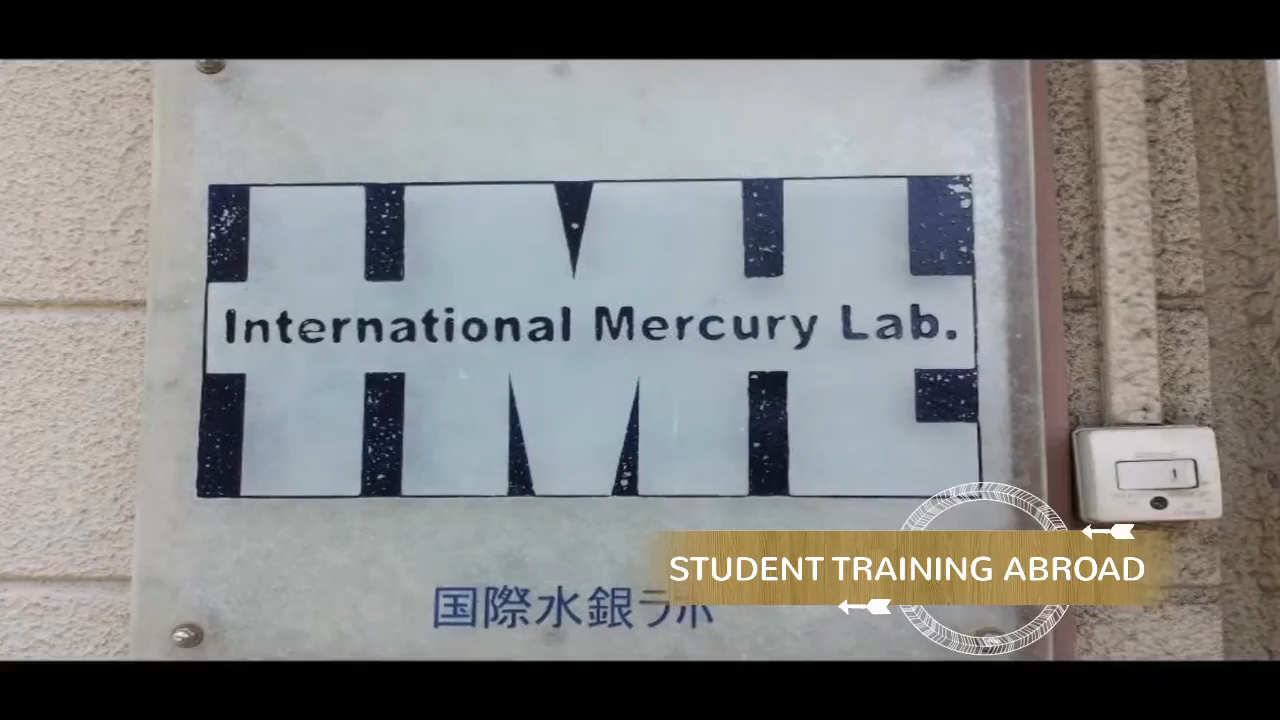 International Mercury Lab.
国際水銀ラボ
STUDENT TRAINING ABROAD